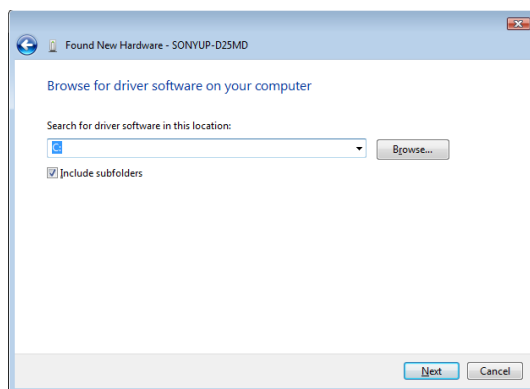 Found New Hardware - SONYUP-D25MD
Browse for driver software on your computer
Search for driver software in this location:
C:
Browse...
Include subfolders
Next
Cancel